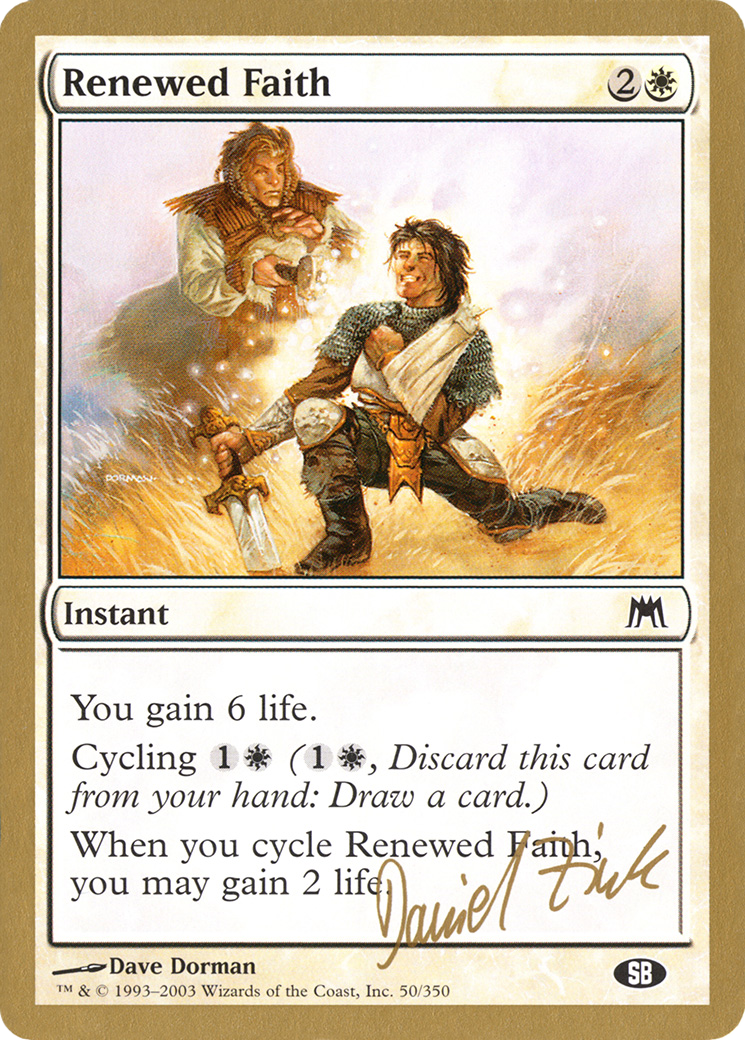 Renewed Faith 2
DORMAN
Instant
You gain 6 life.
Cycling 1 (1, Discard this card
from your hand: Draw a card.)
When you cycle Renewed Faith,
you may gain 2 life.
Daniel Zink
Dave Dorman
SB
™ & © 1993–2003 Wizards of the Coast, Inc. 50/350